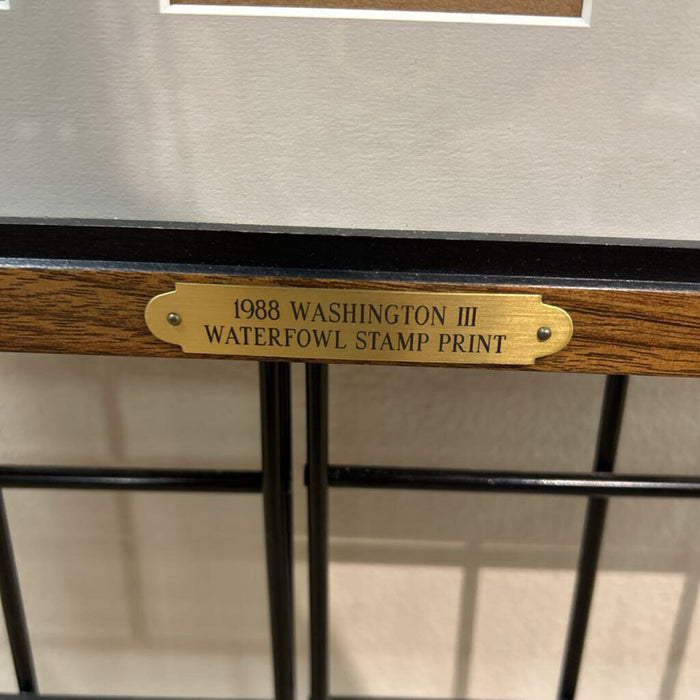 1988 WASHINGTON III
WATERFOWL STAMP PRINT